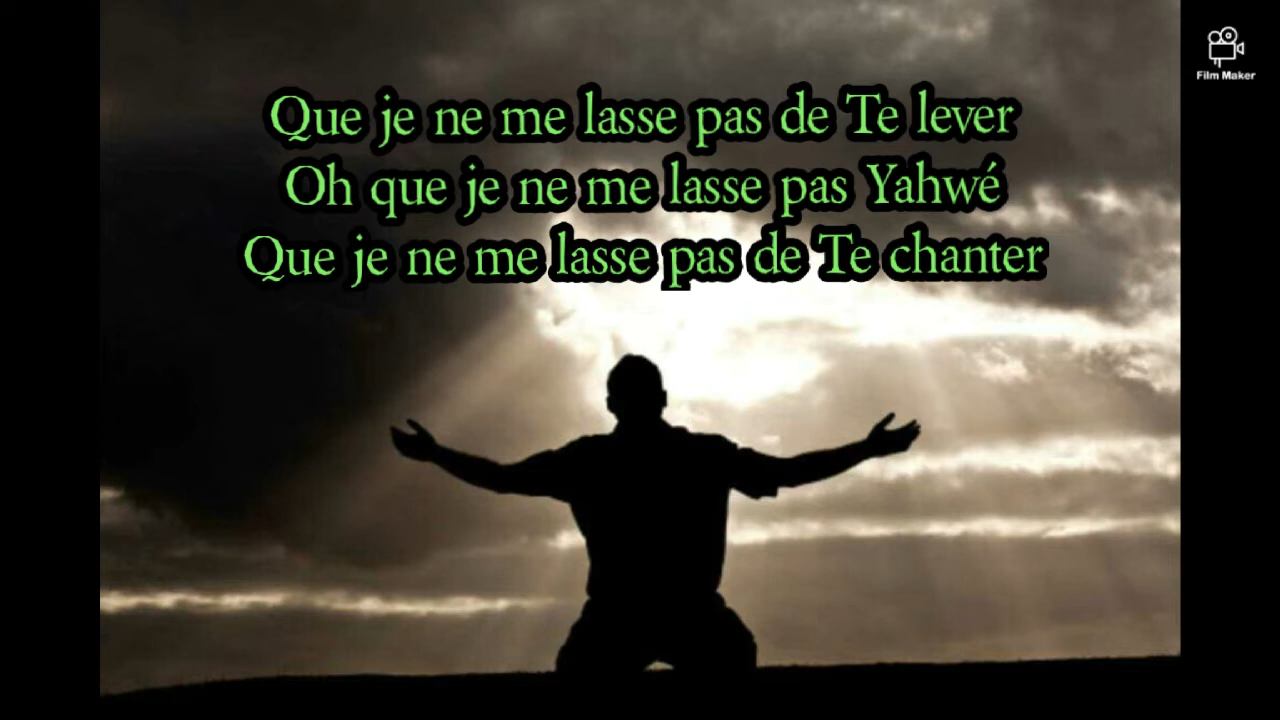 Que je ne me lasse pas de Te lever
Oh que je ne me lasse pas Yahwé
Que je ne me lasse pas de Te chanter
Film Maker